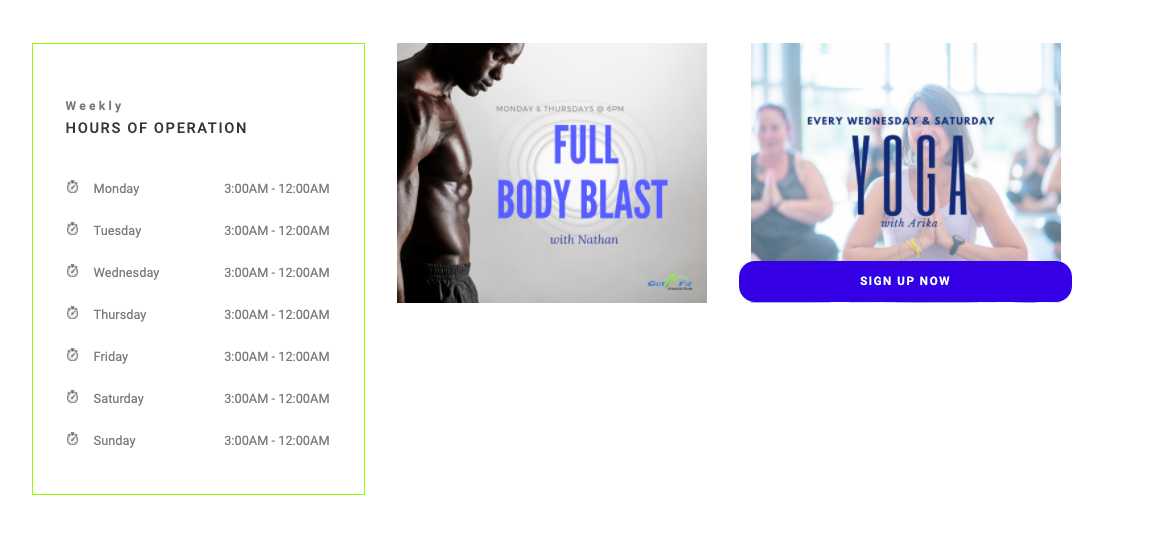 Weekly
HOURS OF OPERATION
Monday 3:00AM - 12:00AM
Tuesday 3:00AM - 12:00AM
Wednesday 3:00AM - 12:00AM
Thursday 3:00AM - 12:00AM
Friday 3:00AM - 12:00AM
Saturday 3:00AM - 12:00AM
Sunday 3:00AM - 12:00AM
MONDAY & THURSDAYS @ 6PM
FULL
BODY BLAST
with Nathan
Get Fit
EVERY WEDNESDAY & SATURDAY
YOGA
with Arika
SIGN UP NOW